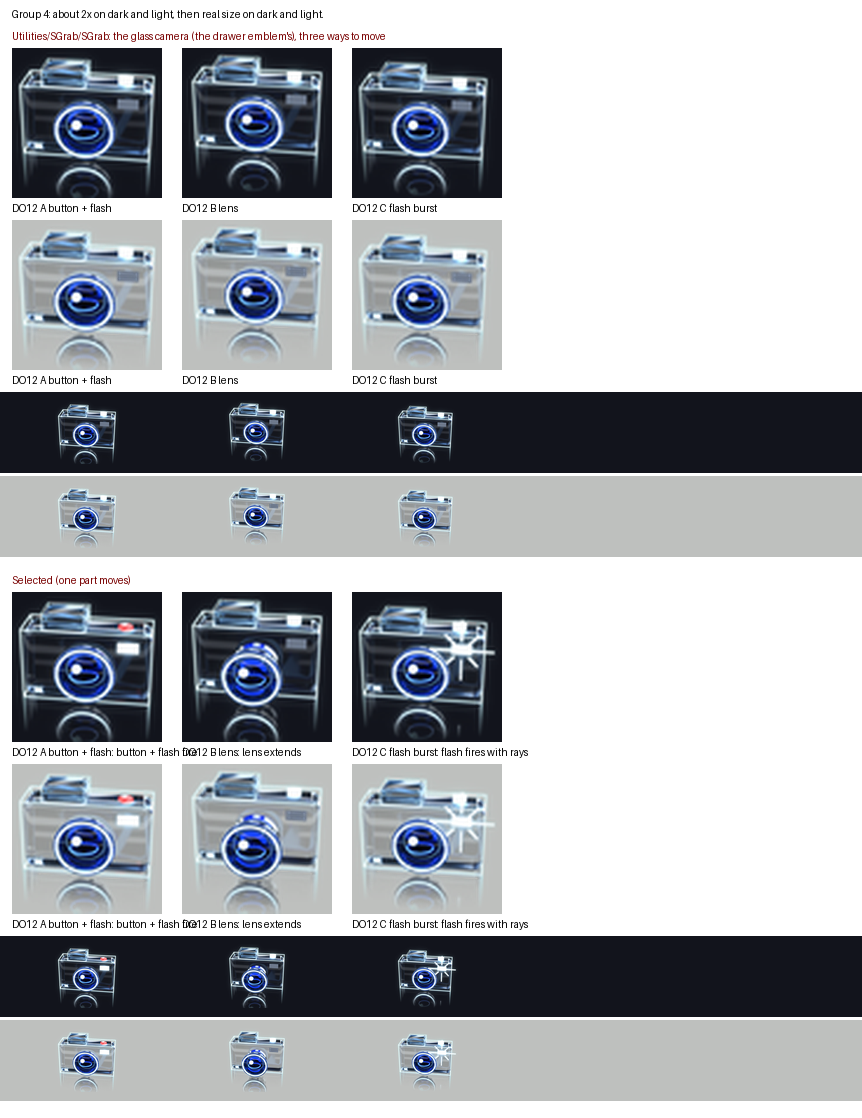 Group 4: about 2x on dark and light, then real size on dark and light.
Utilities/SGrab/SGrab: the glass camera (the drawer emblem's), three ways to move
DO12 A button + flash
DO12 B lens
DO12 C flash burst
DO12 A button + flash
DO12 B lens
DO12 C flash burst
Selected (one part moves)
DO12 A button + flash: button + flash fire
DO12 B lens: lens extends
DO12 C flash burst: flash fires with rays
DO12 A button + flash: button + flash fire
DO12 B lens: lens extends
DO12 C flash burst: flash fires with rays